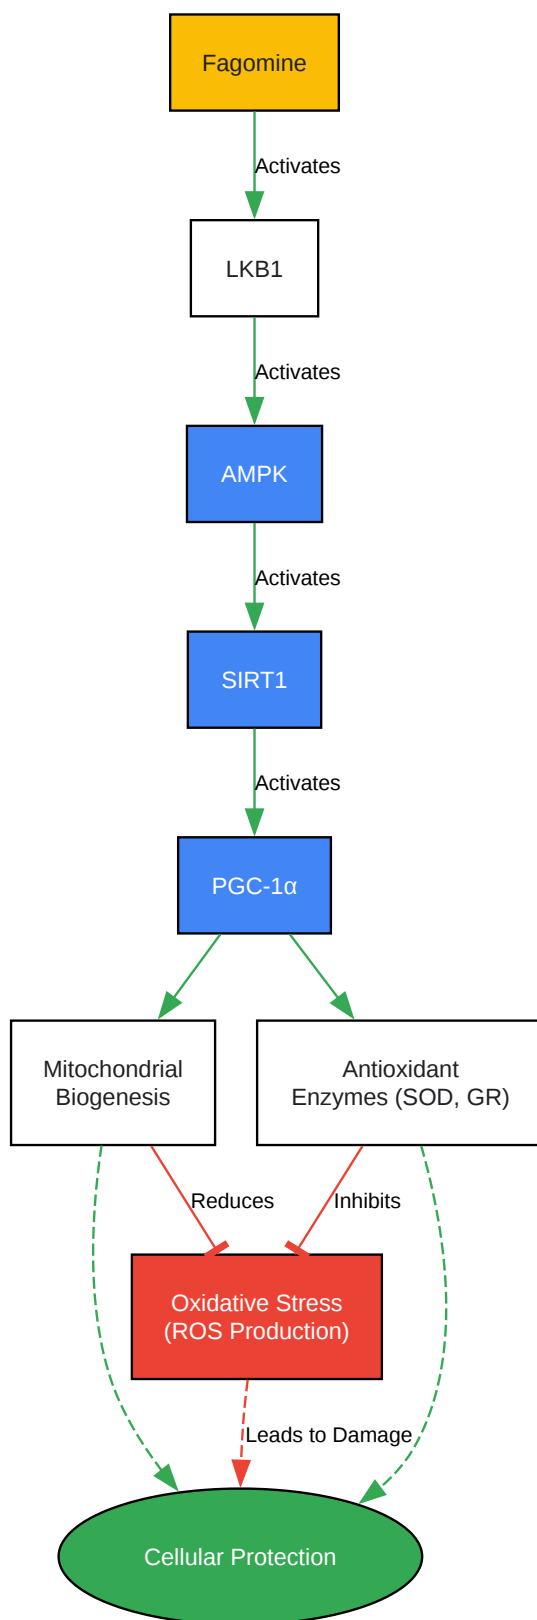 Fagomine
Activates
LKB1
Activates
AMPK
Activates
SIRT1
Activates
PGC-1α
Mitochondrial
Biogenesis
Antioxidant
Enzymes (SOD, GR)
Reduces
Inhibits
Oxidative Stress
(ROS Production)
Leads to Damage
Cellular Protection